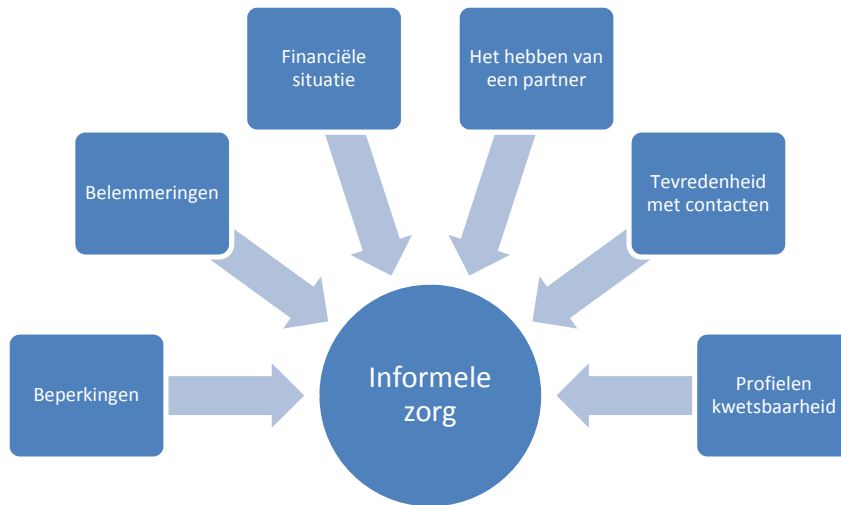 Financiële
situatie
Het hebben van
een partner
Belemmeringen
Tevredenheid
met contacten
Beperkingen
Informele
zorg
Profielen
kwetsbaarheid